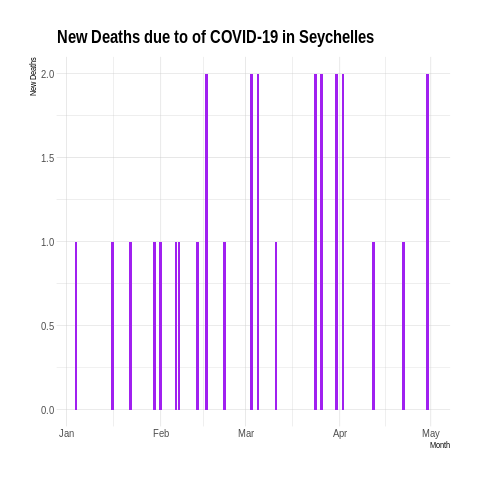 New Deaths due to of COVID-19 in Seychelles
New Deaths
2.0
1.5
1.0
0.5
0.0
Jan Feb Mar Apr May
Month